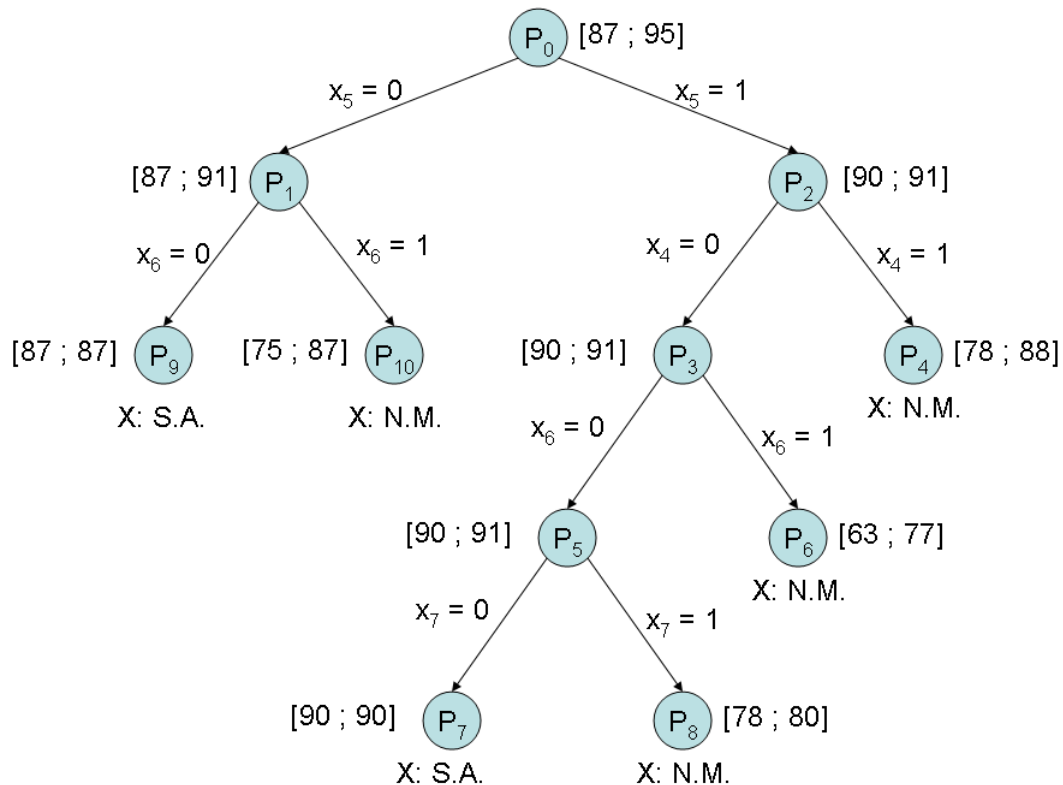 P₀ [87 ; 95]
x₅ = 0 x₅ = 1
[87 ; 91] P₁ P₂ [90 ; 91]
x₆ = 0 x₆ = 1 x₄ = 0 x₄ = 1
[87 ; 87] P₉ [75 ; 87] P₁₀ [90 ; 91] P₃ P₄ [78 ; 88]
X: S.A. X: N.M. X: N.M.
x₆ = 0 x₆ = 1
[90 ; 91] P₅ P₆ [63 ; 77]
X: N.M.
x₇ = 0 x₇ = 1
[90 ; 90] P₇ P₈ [78 ; 80]
X: S.A. X: N.M.